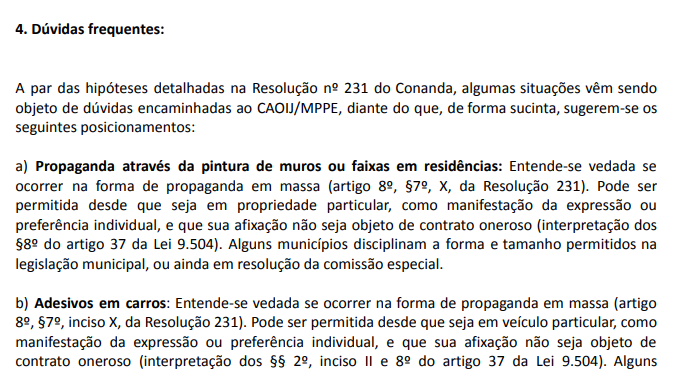 4. Dúvidas frequentes:
A par das hipóteses detalhadas na Resolução nº 231 do Conanda, algumas situações vêm sendo
objeto de dúvidas encaminhadas ao CAOIJ/MPPE, diante do que, de forma sucinta, sugerem-se os
seguintes posicionamentos:
a) Propaganda através da pintura de muros ou faixas em residências: Entende-se vedada se
ocorrer na forma de propaganda em massa (artigo 8º, §7º, X, da Resolução 231). Pode ser
permitida desde que seja em propriedade particular, como manifestação da expressão ou
preferência individual, e que sua afixação não seja objeto de contrato oneroso (interpretação dos
§8º do artigo 37 da Lei 9.504). Alguns municípios disciplinam a forma e tamanho permitidos na
legislação municipal, ou ainda em resolução da comissão especial.
b) Adesivos em carros: Entende-se vedada se ocorrer na forma de propaganda em massa (artigo
8º, §7º, inciso X, da Resolução 231). Pode ser permitida desde que seja em veículo particular, como
manifestação da expressão ou preferência individual, e que sua afixação não seja objeto de
contrato oneroso (interpretação dos §§ 2º, inciso II e 8º do artigo 37 da Lei 9.504). Alguns